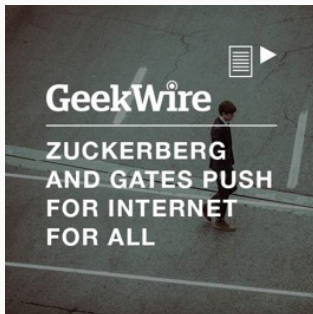 GeekWire
ZUCKERBERG
AND GATES PUSH
FOR INTERNET
FOR ALL